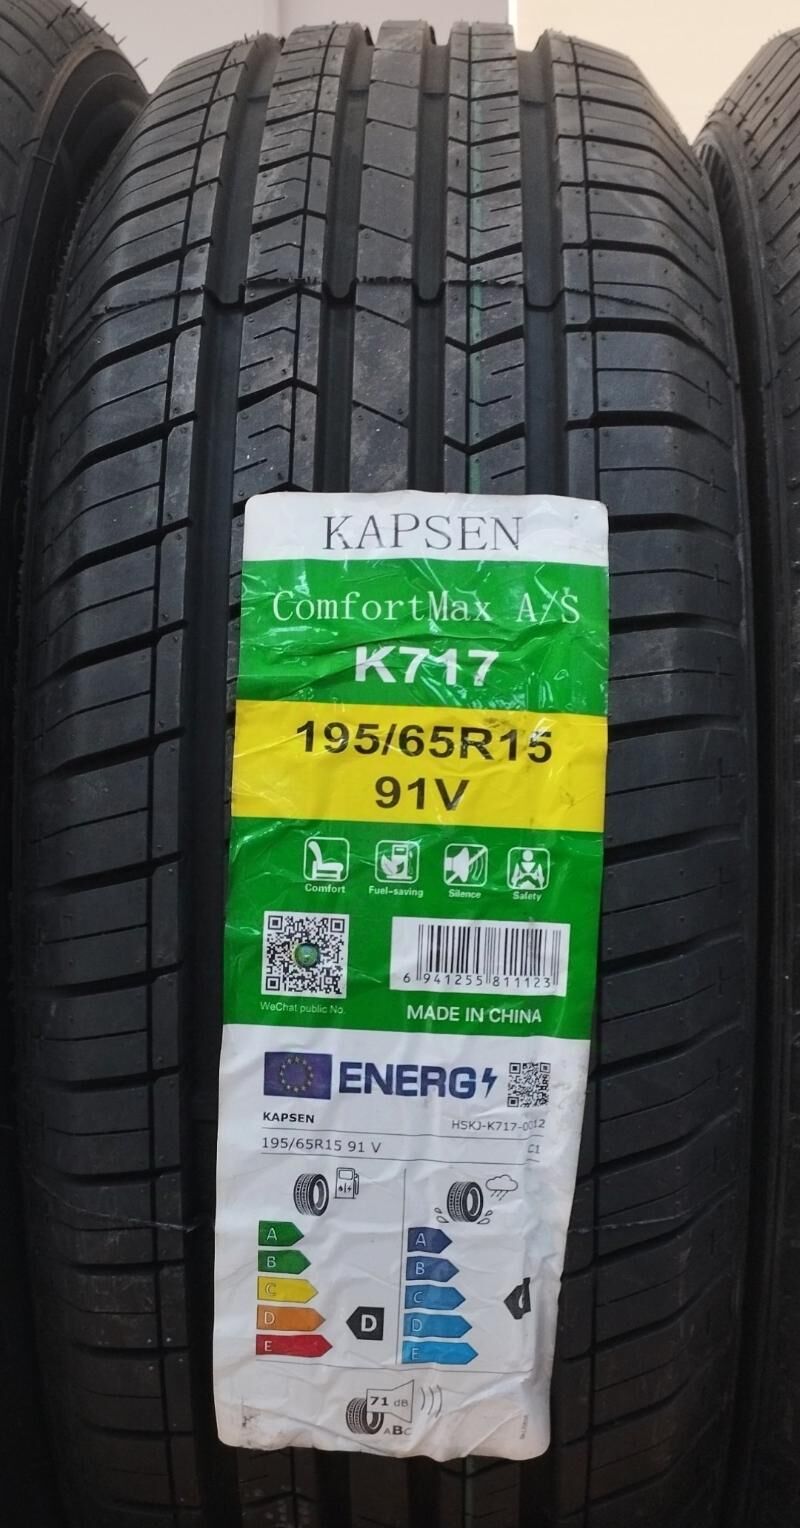 KAPSEN
ComfortMax A/S
K717
195/65R15
91V
Comfort Fuel-saving Silence Safety
6 941255 811123
WeChat public No.
MADE IN CHINA
ENERG
KAPSEN HSKJ-K717-0012
195/65R15 91 V C1
A A
B B
C C
D D D
E E
71 dB
ABC